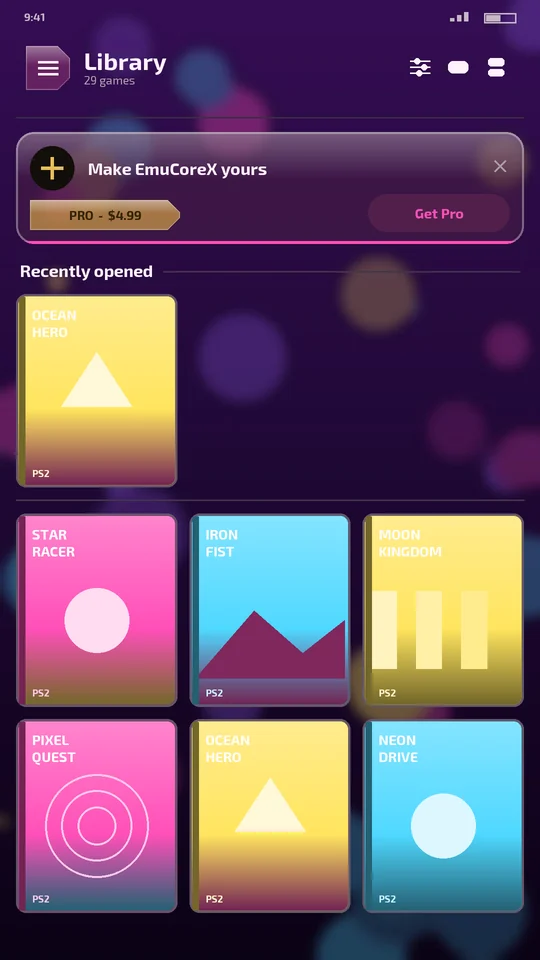 9:41
Library
29 games
Make EmuCoreX yours
PRO - $4.99
Get Pro
Recently opened
OCEAN
HERO
PS2
STAR
RACER
PS2
IRON
FIST
PS2
MOON
KINGDOM
PS2
PIXEL
QUEST
PS2
OCEAN
HERO
PS2
NEON
DRIVE
PS2